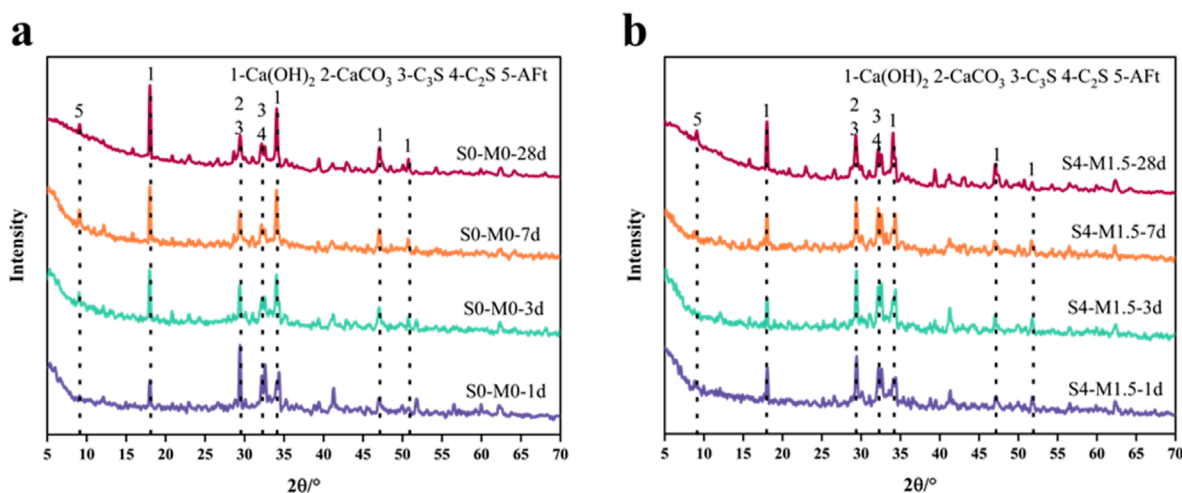 a
1-Ca(OH)₂ 2-CaCO₃ 3-C₃S 4-C₂S 5-AFt
5
1
2
3
3
4
1
1
1
S0-M0-28d
S0-M0-7d
S0-M0-3d
S0-M0-1d
Intensity
5 10 15 20 25 30 35 40 45 50 55 60 65 70
2θ/°
b
1-Ca(OH)₂ 2-CaCO₃ 3-C₃S 4-C₂S 5-AFt
5
1
2
3
3
4
1
1
1
S4-M1.5-28d
S4-M1.5-7d
S4-M1.5-3d
S4-M1.5-1d
Intensity
5 10 15 20 25 30 35 40 45 50 55 60 65 70
2θ/°